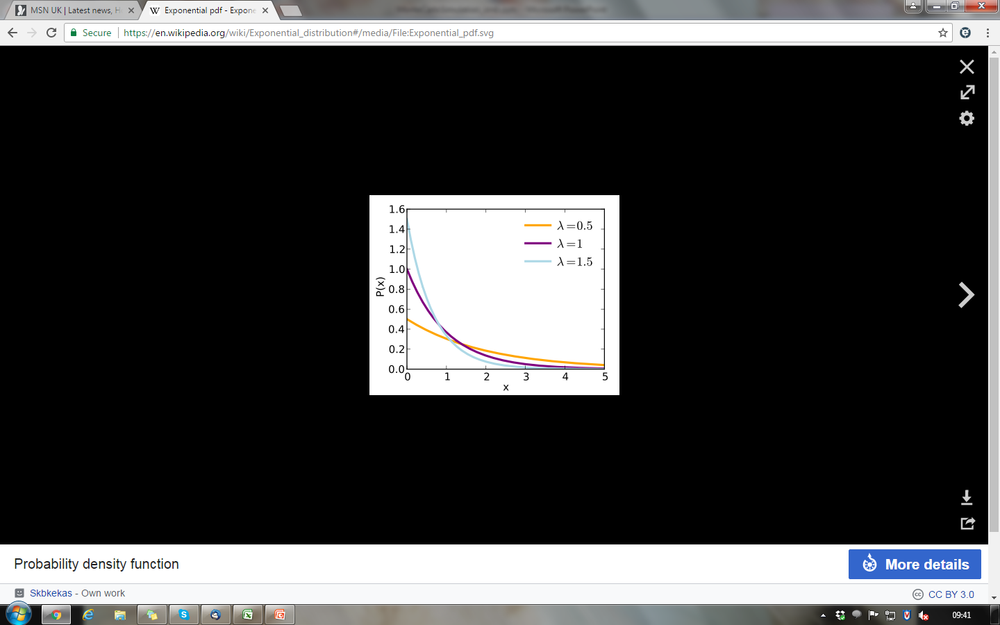 MSN UK | Latest news, H
Exponential pdf - Expone
Secure
https://en.wikipedia.org/wiki/Exponential_distribution#/media/File:Exponential_pdf.svg
1.6
1.4
1.2
1.0
0.8
0.6
0.4
0.2
0.0
P(x)
λ=0.5
λ=1
λ=1.5
0 1 2 3 4 5
x
Probability density function
More details
Skbkekas - Own work
CC BY 3.0
09:41